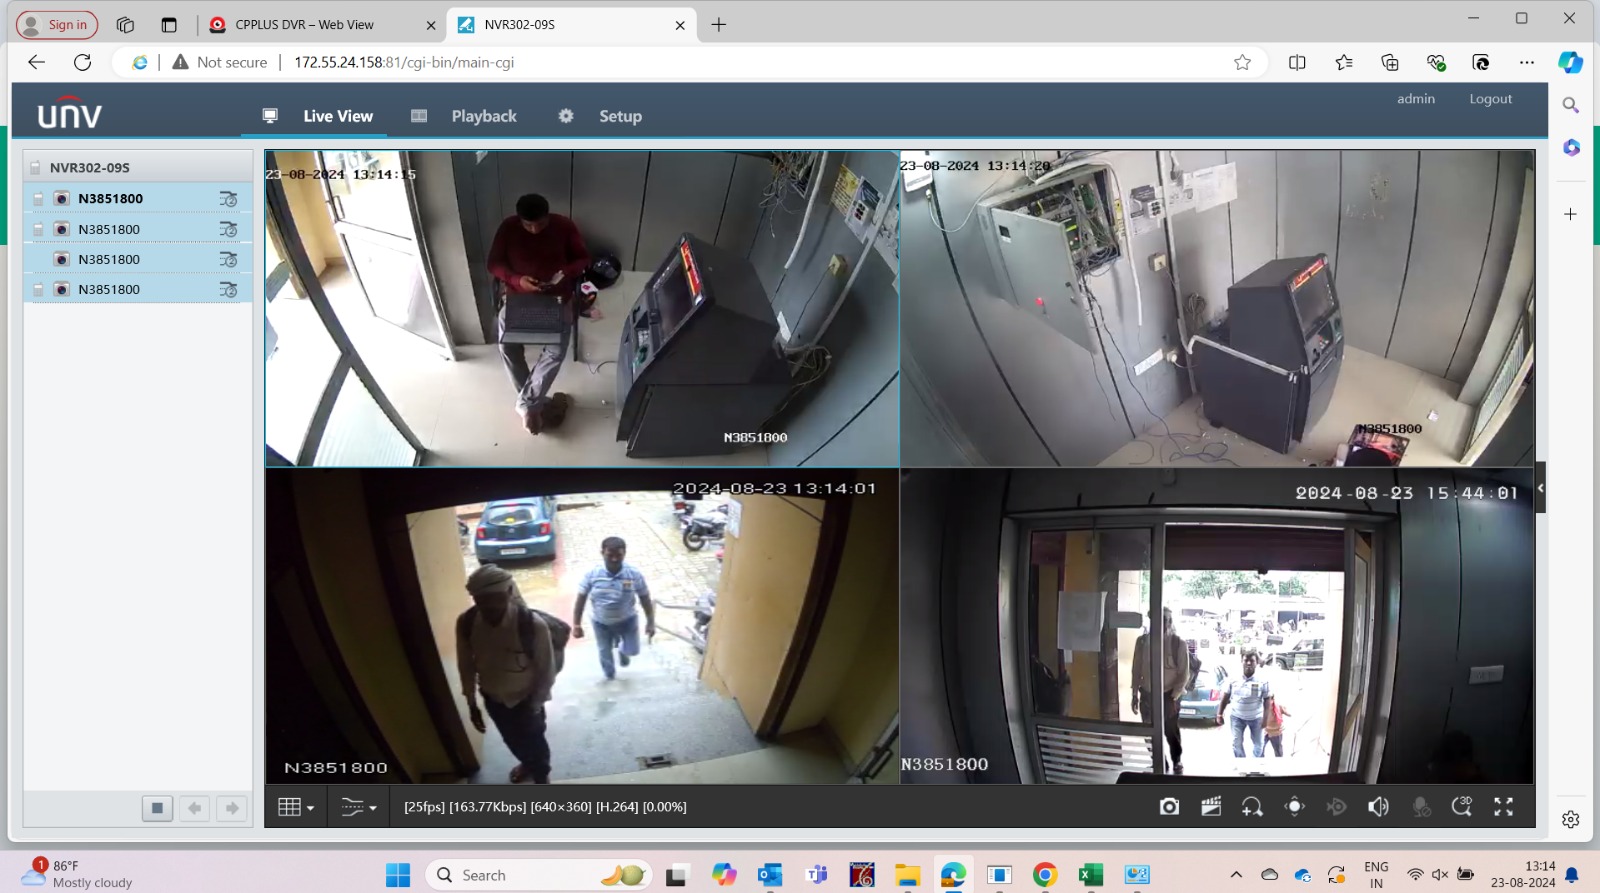 Sign in
CPPLUS DVR – Web View
NVR302-09S
Not secure
172.55.24.158:81/cgi-bin/main-cgi
admin
Logout
unv
Live View
Playback
Setup
NVR302-09S
N3851800
N3851800
N3851800
N3851800
23-08-2024 13:14:15
N3851800
23-08-2024 13:14:20
N3851800
2024-08-23 13:14:01
N3851800
2024-08-23 15:44:01
N3851800
[25fps] [163.77Kbps] [640×360] [H.264] [0.00%]
3D
1
86°F
Mostly cloudy
Search
ENG
IN
13:14
23-08-2024